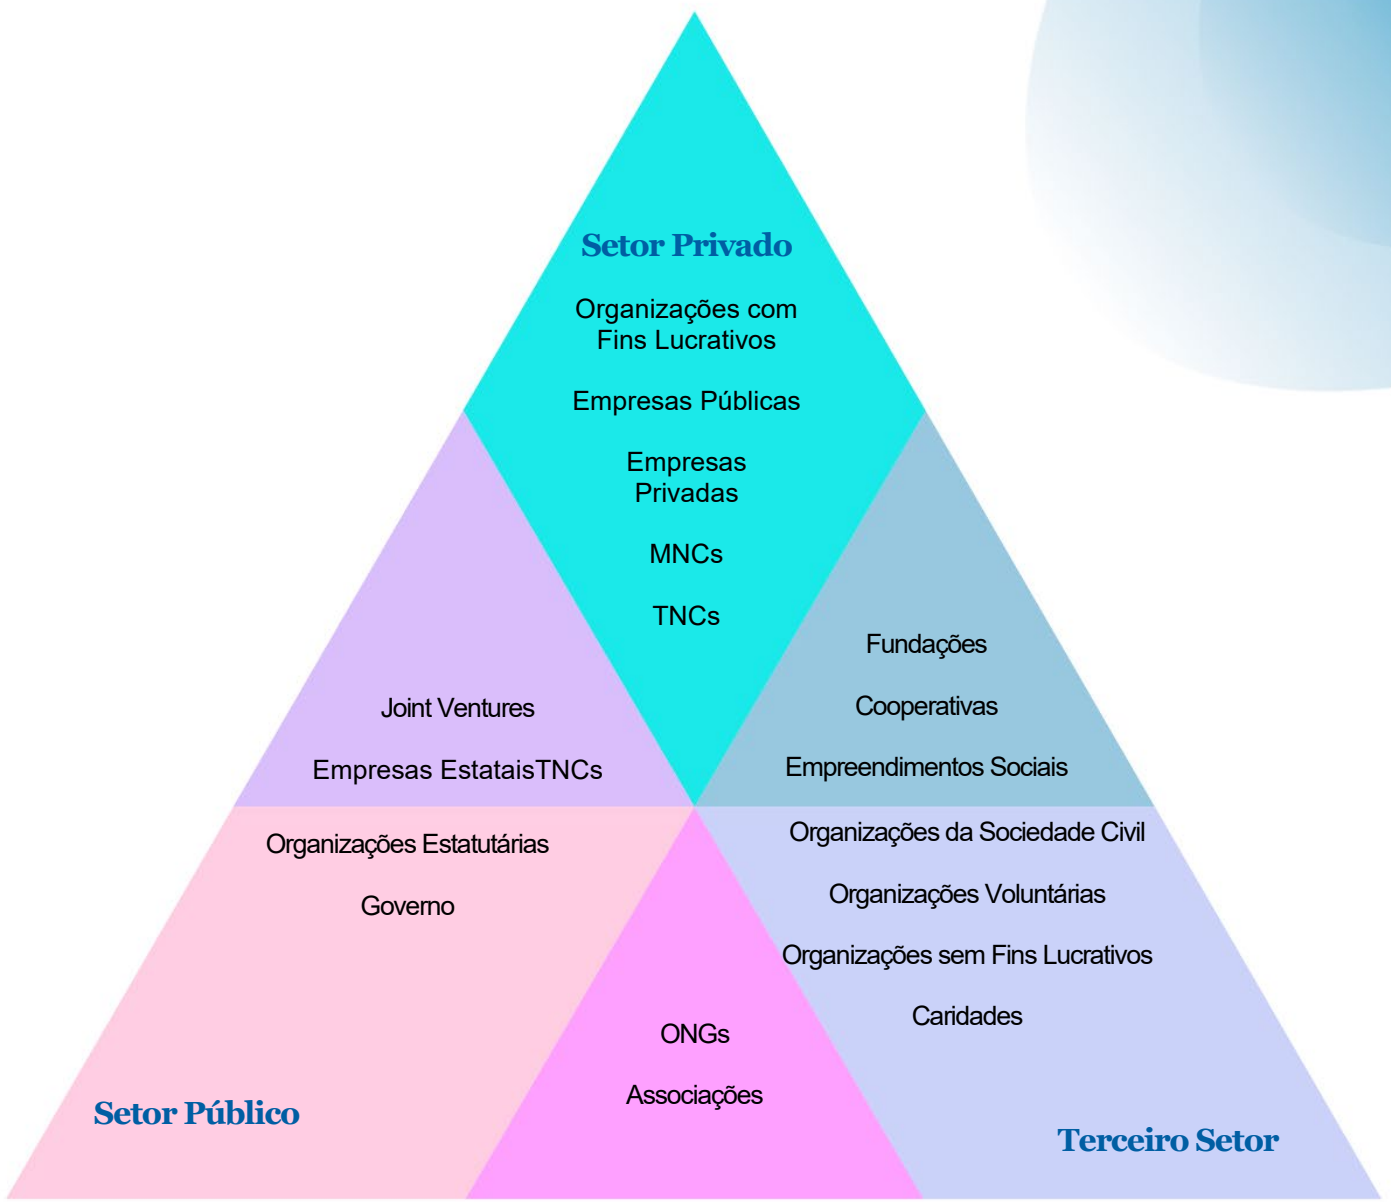 Setor Privado
Organizações com
Fins Lucrativos
Empresas Públicas
Empresas
Privadas
MNCs
TNCs
Joint Ventures
Empresas EstataisTNCs
Fundações
Cooperativas
Empreendimentos Sociais
Organizações Estatutárias
Governo
Setor Público
ONGs
Associações
Organizações da Sociedade Civil
Organizações Voluntárias
Organizações sem Fins Lucrativos
Caridades
Terceiro Setor